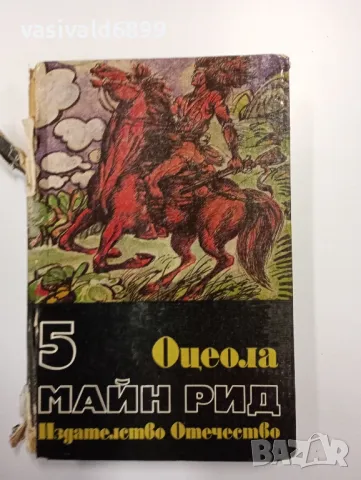 vasivald6899
5 Оцеола
МАЙН РИД
Издателство Отечество
BAZAR